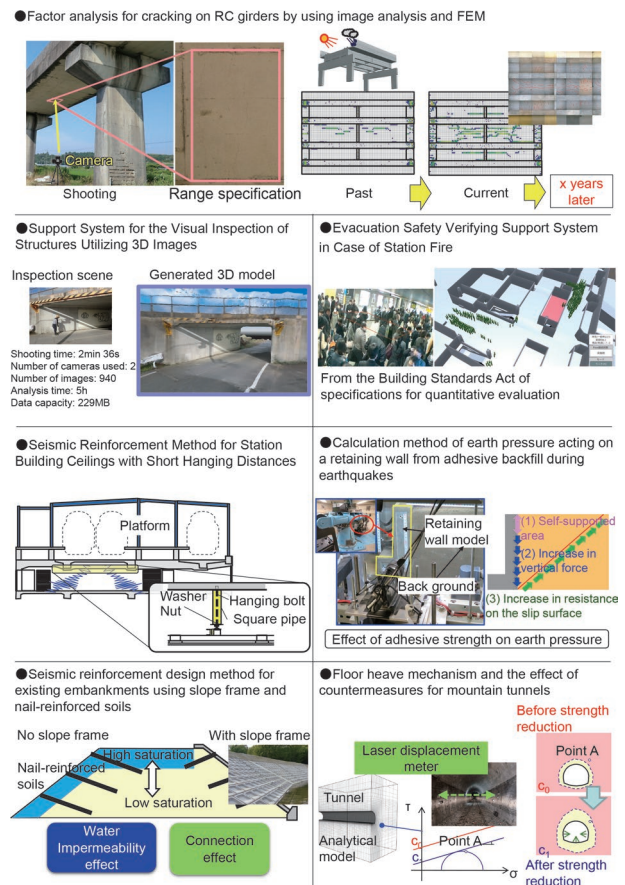 ●Factor analysis for cracking on RC girders by using image analysis and FEM
Camera
Shooting
Range specification
Past
Current
x years
later
●Support System for the Visual Inspection of
Structures Utilizing 3D Images
Inspection scene
Generated 3D model
Shooting time: 2min 36s
Number of cameras used: 2
Number of images: 940
Analysis time: 5h
Data capacity: 229MB
●Evacuation Safety Verifying Support System
in Case of Station Fire
From the Building Standards Act of
specifications for quantitative evaluation
●Seismic Reinforcement Method for Station
Building Ceilings with Short Hanging Distances
Platform
Washer
Nut
Hanging bolt
Square pipe
●Calculation method of earth pressure acting on
a retaining wall from adhesive backfill during
earthquakes
Retaining
wall model
Back ground
(1) Self-supported
area
(2) Increase in
vertical force
(3) Increase in resistance
on the slip surface
Effect of adhesive strength on earth pressure
●Seismic reinforcement design method for
existing embankments using slope frame and
nail-reinforced soils
No slope frame
With slope frame
High saturation
Nail-reinforced
soils
Low saturation
Water
Impermeability
effect
Connection
effect
●Floor heave mechanism and the effect of
countermeasures for mountain tunnels
Before strength
reduction
Laser displacement
meter
Point A
c0
Tunnel
Analytical
model
τ
c0
c
Point A
σ
c1
After strength
reduction